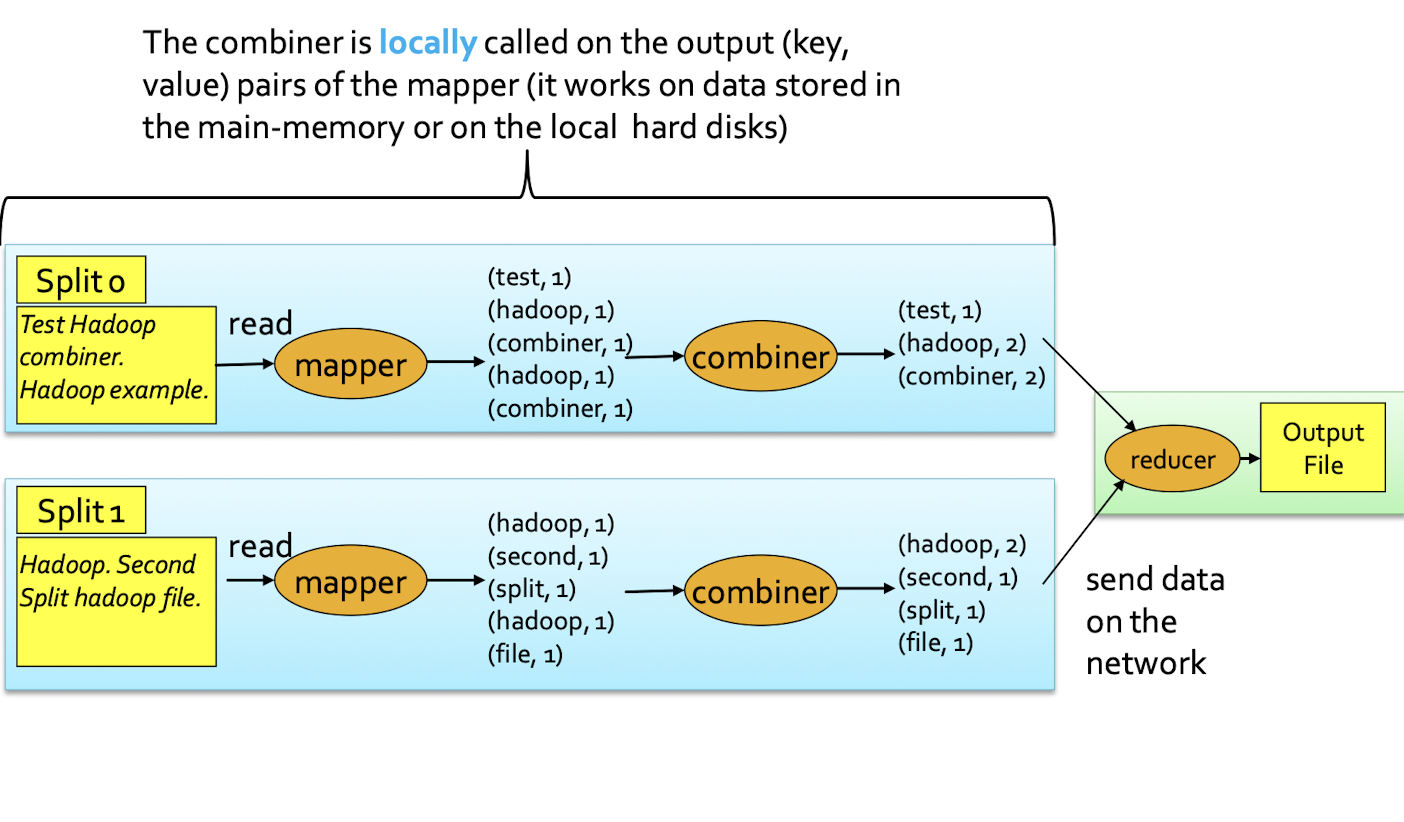 The combiner is locally called on the output (key,
value) pairs of the mapper (it works on data stored in
the main-memory or on the local hard disks)
Split 0
Test Hadoop
combiner.
Hadoop example.
read
mapper
(test, 1)
(hadoop, 1)
(combiner, 1)
(hadoop, 1)
(combiner, 1)
combiner
(test, 1)
(hadoop, 2)
(combiner, 2)
Split 1
Hadoop. Second
Split hadoop file.
read
mapper
(hadoop, 1)
(second, 1)
(split, 1)
(hadoop, 1)
(file, 1)
combiner
(hadoop, 2)
(second, 1)
(split, 1)
(file, 1)
reducer
Output
File
send data
on the
network